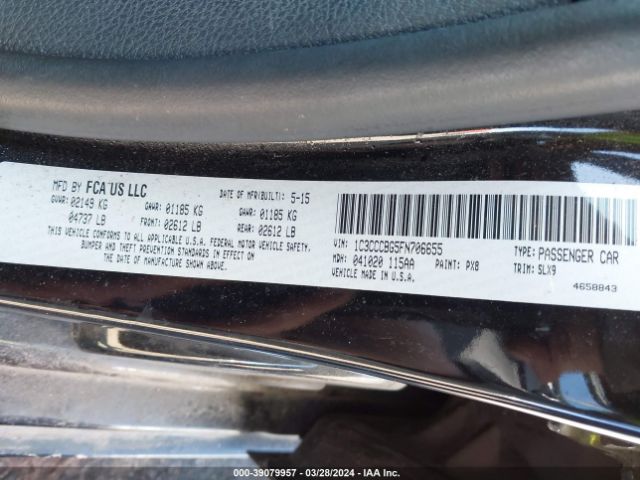 MFD BY FCA US LLC DATE OF MFR(BUILT): 5-15
GVWR: 02149 KG GAWR: 01185 KG GAWR: 01185 KG
04737 LB FRONT: 02612 LB REAR: 02612 LB
THIS VEHICLE CONFORMS TO ALL APPLICABLE U.S.A. FEDERAL MOTOR VEHICLE SAFETY,
BUMPER AND THEFT PREVENTION STANDARDS IN EFFECT ON
THE DATE OF MANUFACTURE SHOWN ABOVE.
VIN: 1C3CCCBG5FN706655 TYPE: PASSENGER CAR
MDH: 041020 115AA PAINT: PX8 TRIM: SLX9
VEHICLE MADE IN U.S.A.
4658843
000-39079957 | 03/28/2024 - IAA Inc.